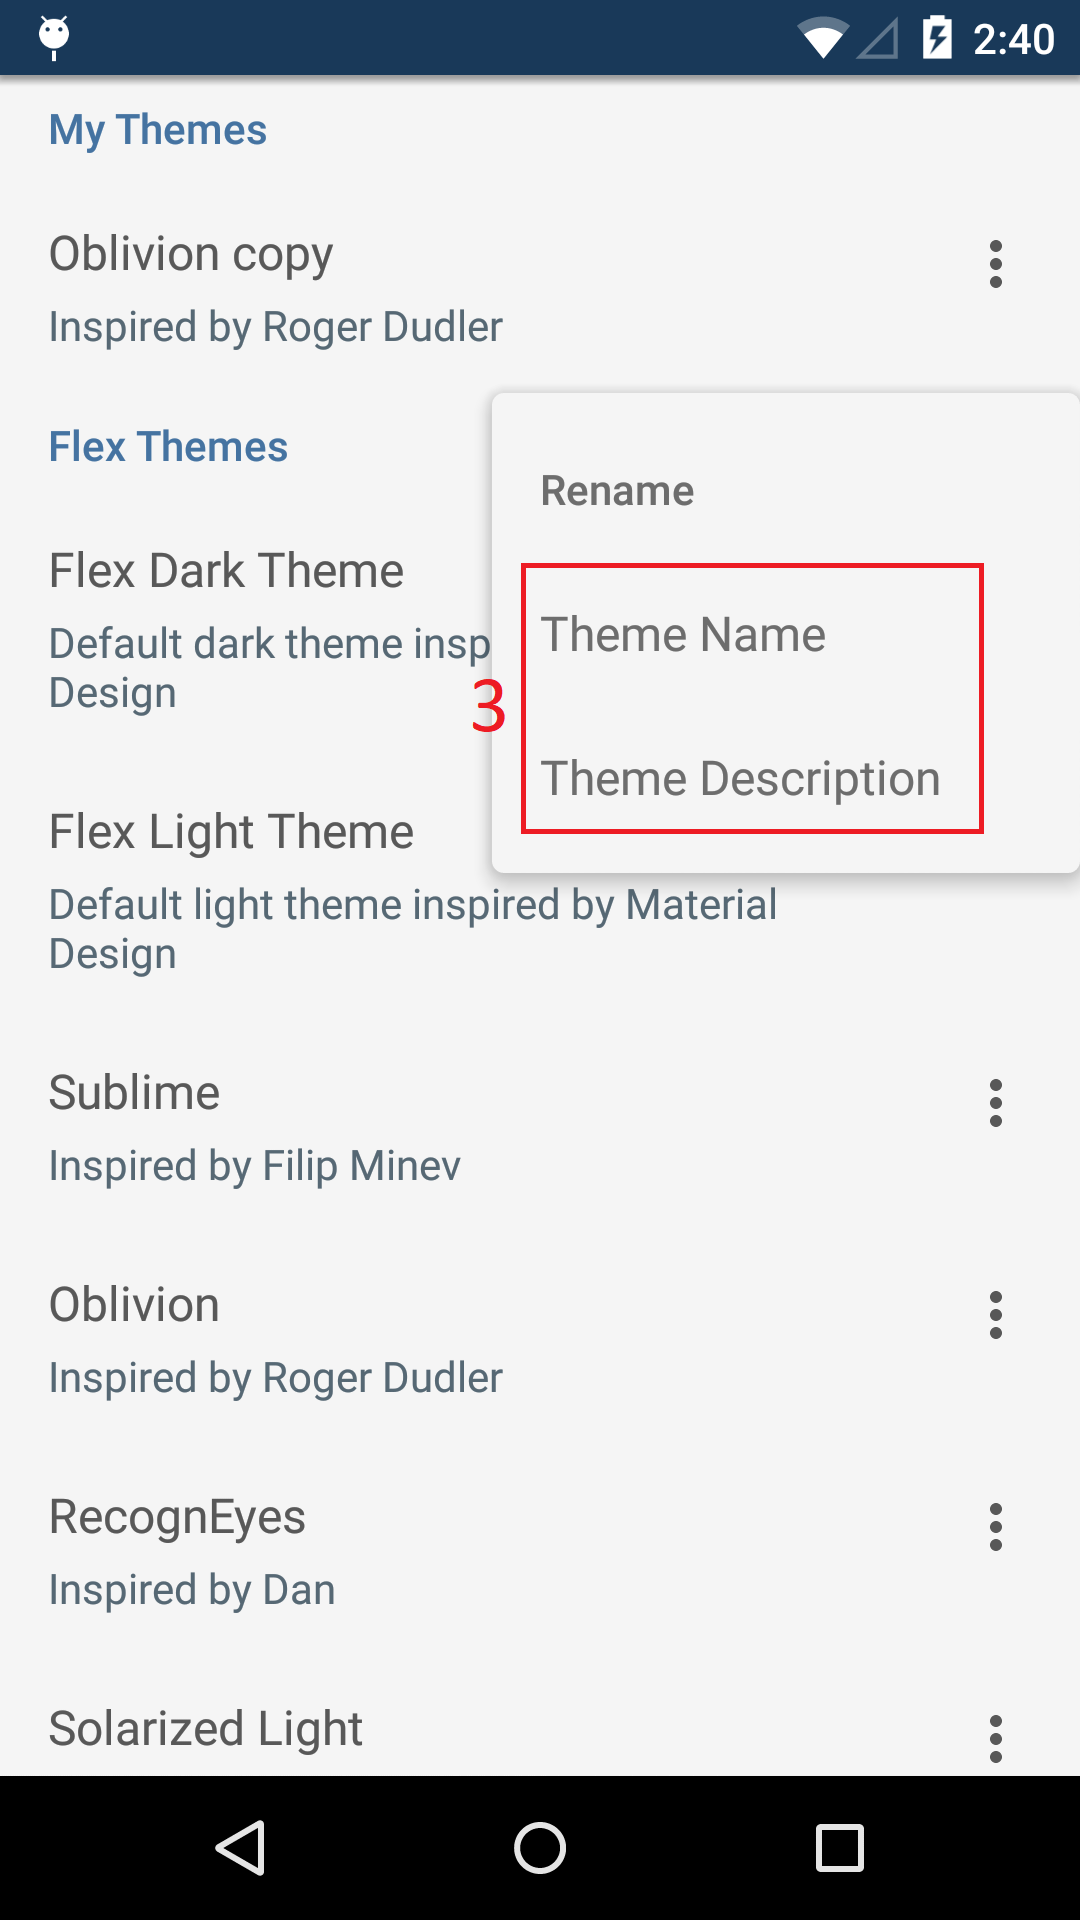 2:40
My Themes
Oblivion copy
Inspired by Roger Dudler
Flex Themes
Rename
Flex Dark Theme
Theme Name
Default dark theme insp
Design
3
Theme Description
Flex Light Theme
Default light theme inspired by Material
Design
Sublime
Inspired by Filip Minev
Oblivion
Inspired by Roger Dudler
RecognEyes
Inspired by Dan
Solarized Light